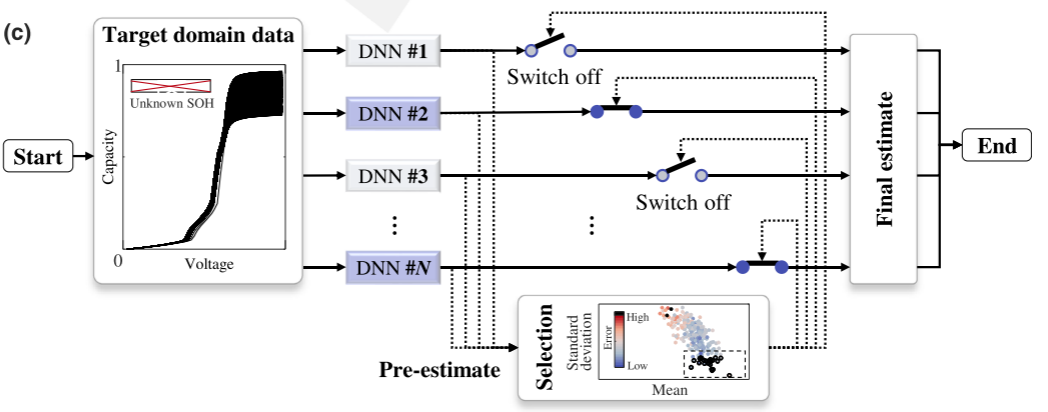 (c)
Target domain data
1
Unknown SOH
Capacity
0
Voltage
Start
DNN #1
DNN #2
DNN #3
⋮
DNN #N
Switch off
Switch off
⋮
Final estimate
End
Pre-estimate
Selection
Standard
deviation
Error
High
Low
Mean